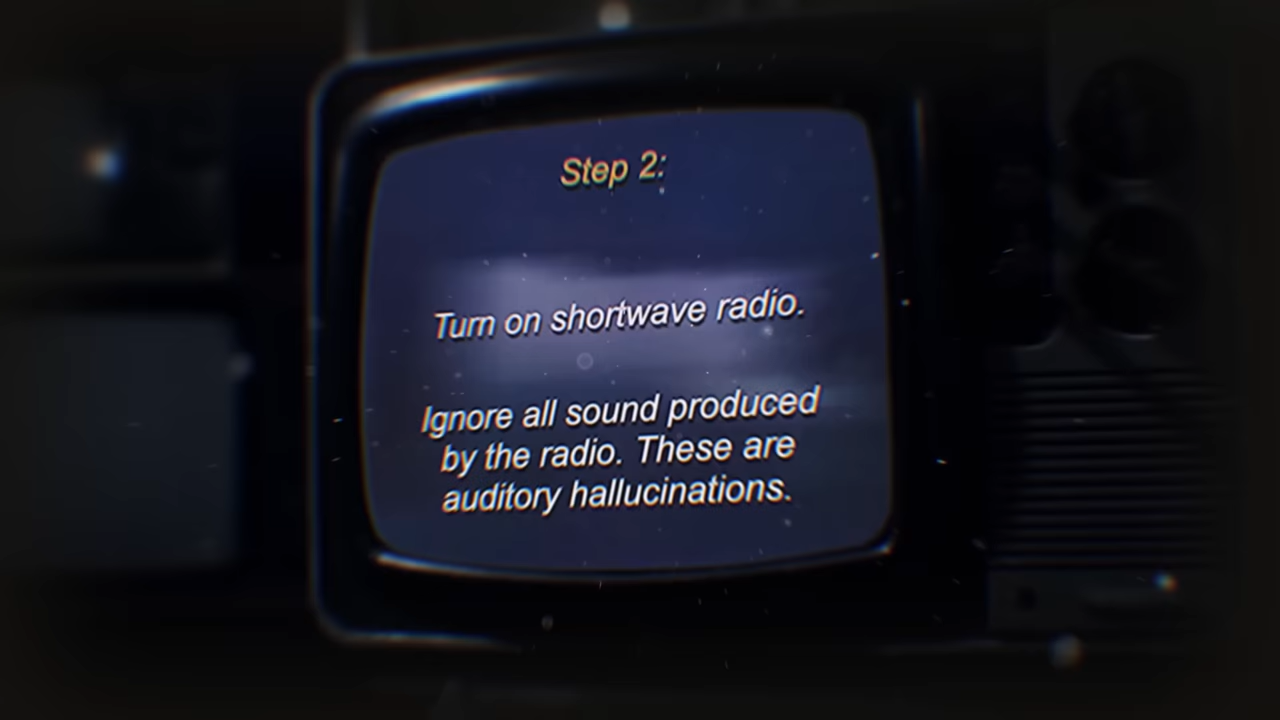 Step 2:
Turn on shortwave radio.
Ignore all sound produced
by the radio. These are
auditory hallucinations.